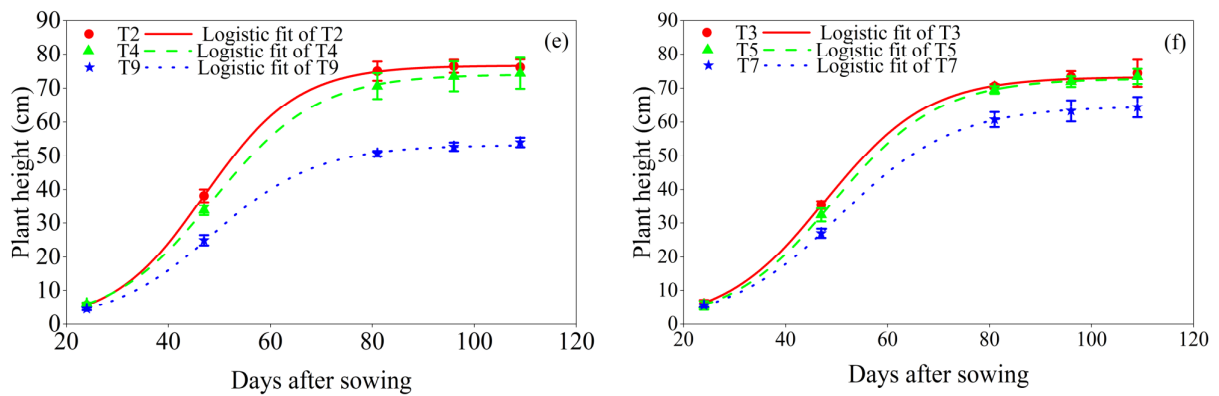 90
80
70
60
50
40
30
20
10
0
Plant height (cm)
T2 Logistic fit of T2
T4 Logistic fit of T4
T9 Logistic fit of T9
(e)
20 40 60 80 100 120
Days after sowing
90
80
70
60
50
40
30
20
10
0
Plant height (cm)
T3 Logistic fit of T3
T5 Logistic fit of T5
T7 Logistic fit of T7
(f)
20 40 60 80 100 120
Days after sowing